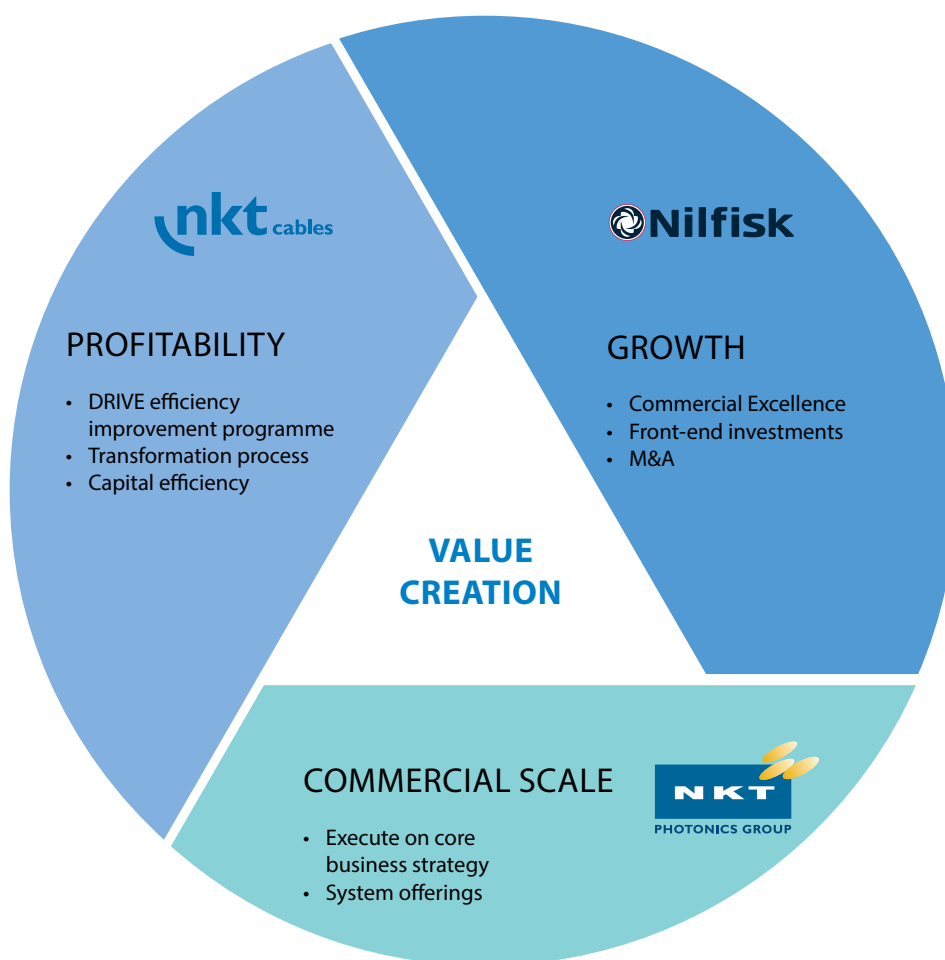 nkt cables
PROFITABILITY
• DRIVE efficiency
improvement programme
• Transformation process
• Capital efficiency
Nilfisk
GROWTH
• Commercial Excellence
• Front-end investments
• M&A
VALUE
CREATION
COMMERCIAL SCALE
• Execute on core
business strategy
• System offerings
NKT
PHOTONICS GROUP